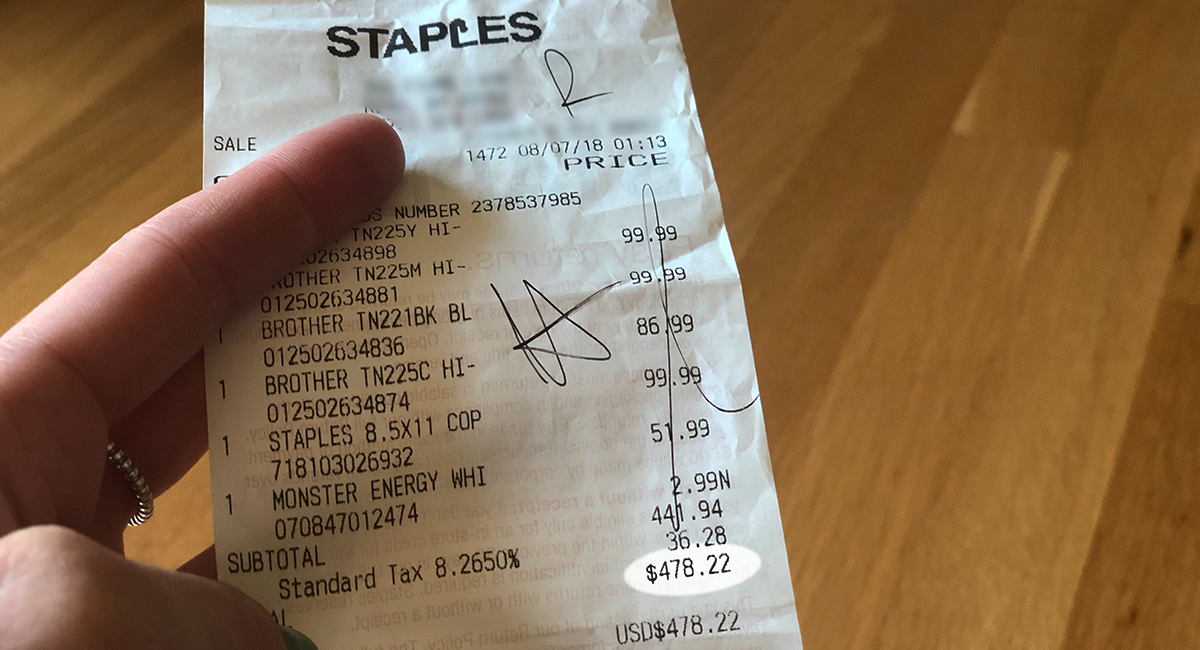 STAPLES
SALE
1472 08/07/18 01:13
PRICE
NUMBER 2378537985
TN225Y HI- 99.99
02634898
BROTHER TN225M HI- 99.99
012502634881
1 BROTHER TN221BK BL 86.99
012502634836
1 BROTHER TN225C HI- 99.99
012502634874
1 STAPLES 8.5X11 COP 51.99
718103026932
1 MONSTER ENERGY WHI 2.99N
070847012474
SUBTOTAL 441.94
Standard Tax 8.2650% 36.28
$478.22
USD$478.22